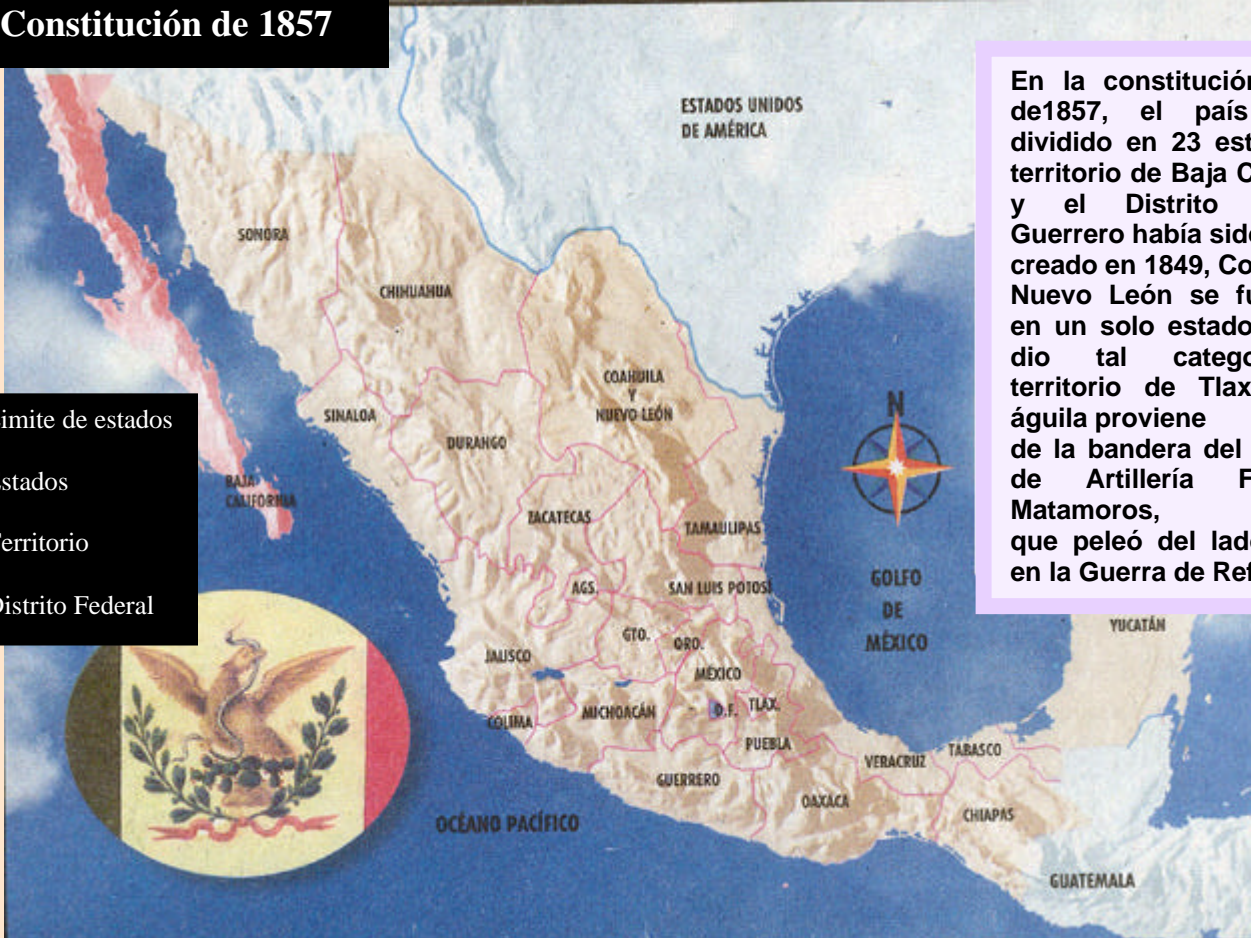 Constitución de 1857
En la constitución
de1857, el país
dividido en 23 est
territorio de Baja C
y el Distrito
Guerrero había sido
creado en 1849, Co
Nuevo León se fu
en un solo estado
dio tal catego
territorio de Tlax
águila proviene
de la bandera del
de Artillería F
Matamoros,
que peleó del lado
en la Guerra de Ref
ESTADOS UNIDOS
DE AMÉRICA
SONORA
CHIHUAHUA
COAHUILA
Y
NUEVO LEÓN
SINALOA
DURANGO
N
imite de estados
stados
erritorio
Distrito Federal
BAJA
CALIFORNIA
ZACATECAS
TAMAULIPAS
AGS.
SAN LUIS POTOSÍ
GOLFO
DE
MÉXICO
YUCATÁN
GTO.
QRO.
JALISCO
MÉXICO
COLIMA
MICHOACÁN
D.F.
TLAX.
PUEBLA
VERACRUZ
TABASCO
GUERRERO
OAXACA
CHIAPAS
OCÉANO PACÍFICO
GUATEMALA